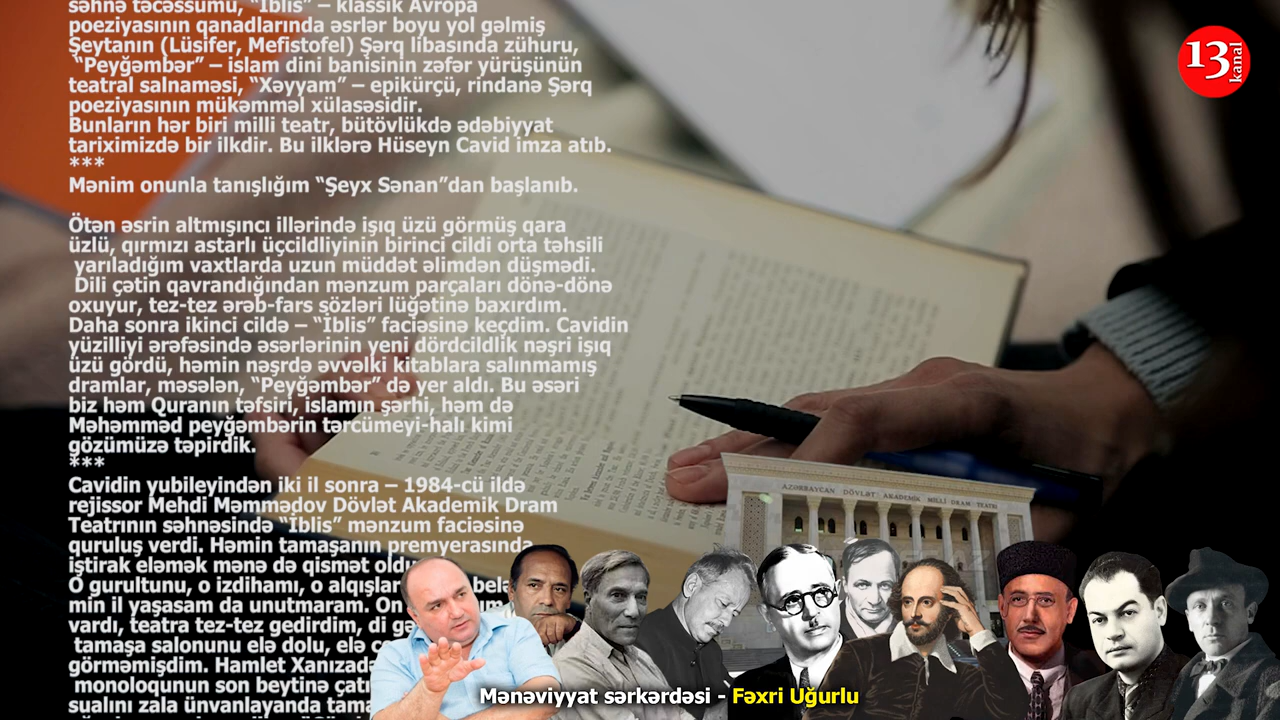 səhnə təcəssümü, “İblis” – klassik Avropa
poeziyasının qanadlarında əsrlər boyu yol gəlmiş
Şeytanın (Lüsifer, Mefistofel) Şərq libasında zühuru,
“Peyğəmbər” – islam dini banisinin zəfər yürüşünün
teatral salnaməsi, “Xəyyam” – epikürçü, rindanə Şərq
poeziyasının mükəmməl xülasəsidir.
Bunların hər biri milli teatr, bütövlükdə ədəbiyyat
tariximizdə bir ilkdir. Bu ilklərə Hüseyn Cavid imza atıb.
***
Mənim onunla tanışlığım “Şeyx Sənan”dan başlanıb.
Ötən əsrin altmışıncı illərində işıq üzü görmüş qara
üzlü, qırmızı astarlı üçcildliyinin birinci cildi orta təhsili
yarıladığım vaxtlarda uzun müddət əlimdən düşmədi.
Dili çətin qavrandığından mənzum parçaları dönə-dönə
oxuyur, tez-tez ərəb-fars sözləri lüğətinə baxırdım.
Daha sonra ikinci cildə – “İblis” faciəsinə keçdim. Cavidin
yüzilliyi ərəfəsində əsərlərinin yeni dördcildlik nəşri işıq
üzü gördü, həmin nəşrdə əvvəlki kitablara salınmamış
dramlar, məsələn, “Peyğəmbər” də yer aldı. Bu əsəri
biz həm Quranın təfsiri, islamın şərhi, həm də
Məhəmməd peyğəmbərin tərcümeyi-halı kimi
gözümüzə təpirdik.
***
Cavidin yubileyindən iki il sonra – 1984-cü ildə
rejissor Mehdi Məmmədov Dövlət Akademik Dram
Teatrının səhnəsində “İblis” mənzum faciəsinə
quruluş verdi. Həmin tamaşanın premyerasında
iştirak eləmək mənə də qismət oldu
O gurultunu, o izdihamı, o alqışlar
min il yaşasam da unutmaram. On
vardı, teatra tez-tez gedirdim, di
tamaşa salonunu elə dolu, elə
görməmişdim. Hamlet Xanızadə
monoloqunun son beytinə
sualını zala ünvanlayanda
13
kanal
AZƏRBAYCAN DÖVLƏT AKADEMİK MİLLİ DRAM TEATRI
Mənəviyyat sərkərdəsi - Fəxri Uğurlu